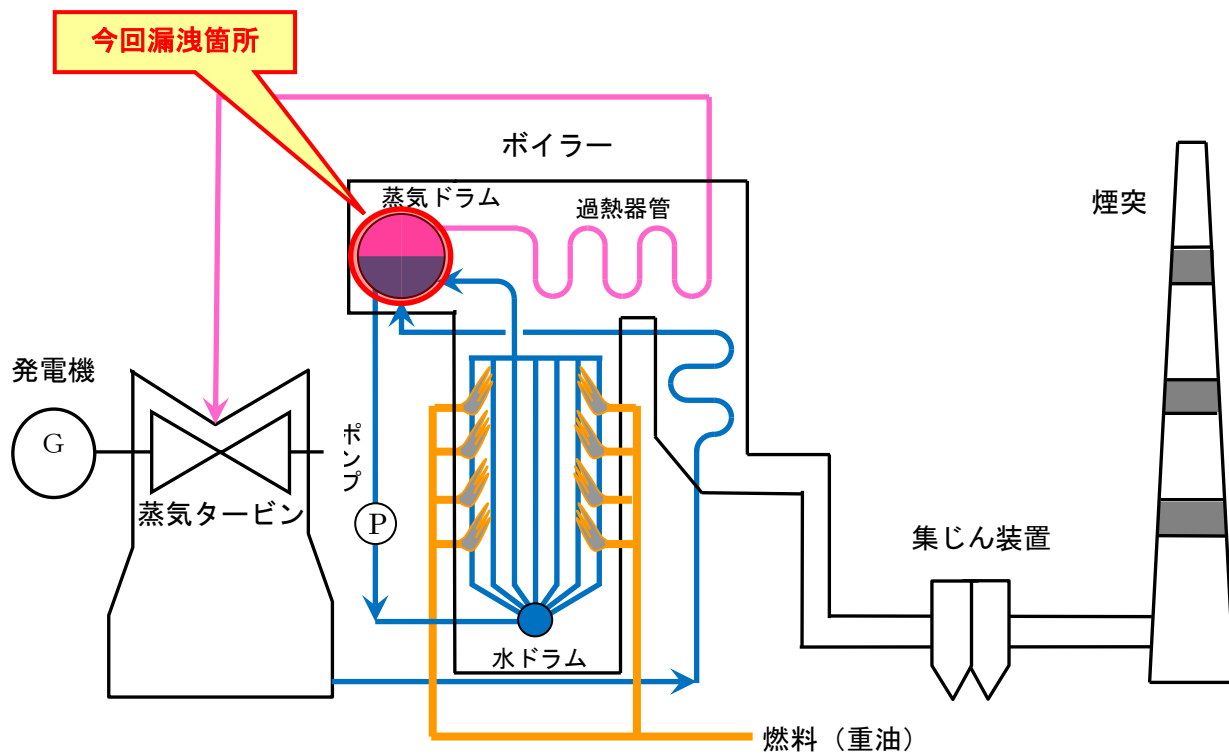 今回漏洩箇所
ボイラー
蒸気ドラム
過熱器管
煙突
発電機
G
ポンプ
蒸気タービン
P
集じん装置
水ドラム
燃料（重油）